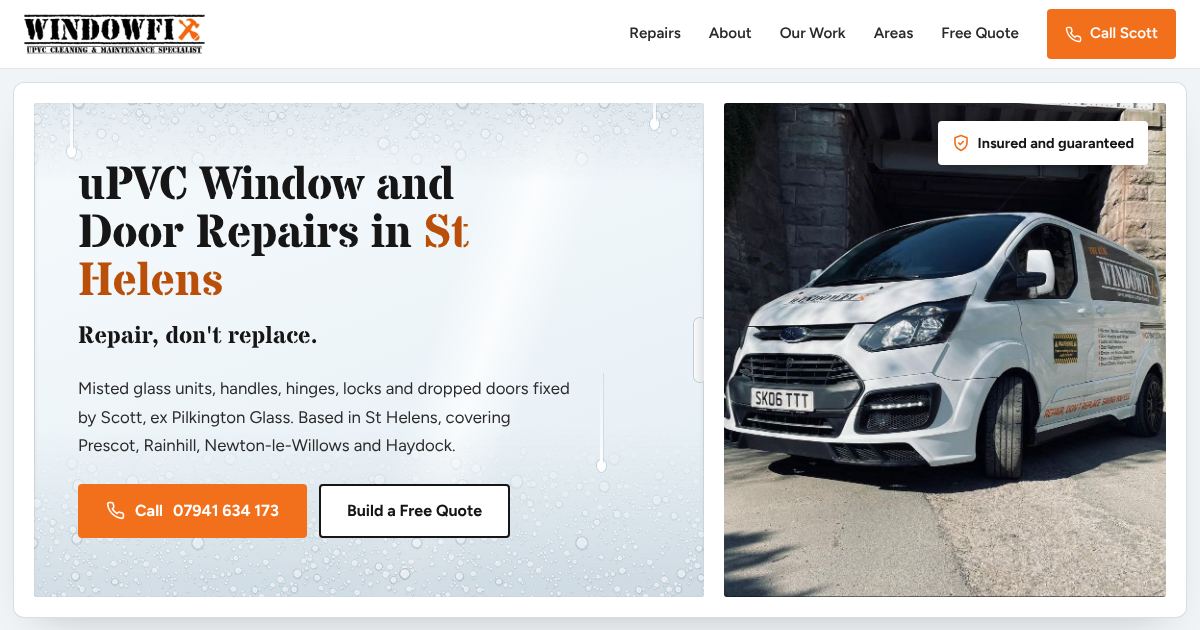 WINDOWFIX
UPVC CLEANING & MAINTENANCE SPECIALIST
Repairs
About
Our Work
Areas
Free Quote
Call Scott
uPVC Window and
Door Repairs in St
Helens
Repair, don't replace.
Misted glass units, handles, hinges, locks and dropped doors fixed
by Scott, ex Pilkington Glass. Based in St Helens, covering
Prescot, Rainhill, Newton-le-Willows and Haydock.
Call 07941 634 173
Build a Free Quote
Insured and guaranteed
WINDOWFIX
WINDOWFIX
WARNING
SK06 TTT